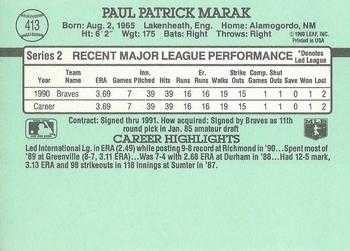 413
PAUL PATRICK MARAK
Born: Aug. 2, 1965 Lakenheath, Eng. Home: Alamogordo, NM
Ht: 6'2" Wgt: 175 Bats: Right Throws: Right
© 1990 LEAF, INC.
Printed in USA
Series 2 RECENT MAJOR LEAGUE PERFORMANCE *Denotes Led League
Year ERA Games Innings Pitched Hits Runs Er. Runs Walks Strike Outs Comp. Games Shut Outs Save Won Lost
1990 Braves 3.69 7 39 39 16 16 19 15 1 1 0 1 2
Career 3.69 7 39 39 16 16 19 15 1 1 0 1 2
Contract: Signed thru 1991. How acquired: Signed by Braves as 11th
round pick in Jan. 85 amateur draft
CAREER HIGHLIGHTS
Led International Lg. in ERA (2.49) while posting 9-8 record at Richmond in '90...Spent most
of '89 at Greenville (8-7, 3.11 ERA)...Was 7-4 with 2.68 ERA at Durham in '88...Had 12-5 mark,
3.13 ERA and 98 strikeouts in 118 innings at Sumter in '87.
MLB